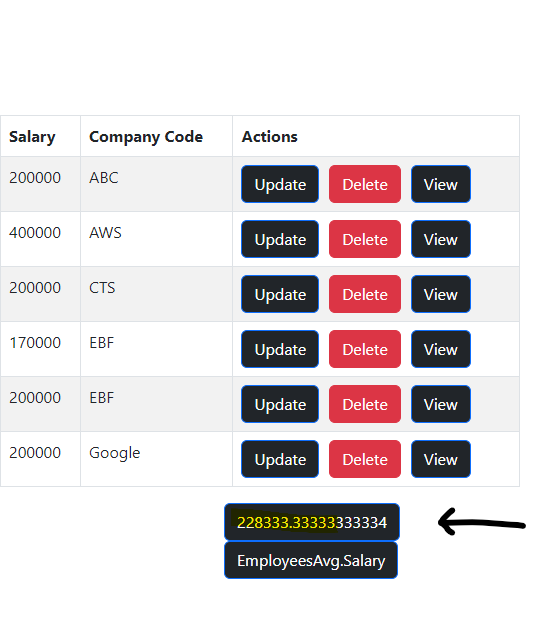 Salary Company Code Actions
200000 ABC Update Delete View
400000 AWS Update Delete View
200000 CTS Update Delete View
170000 EBF Update Delete View
200000 EBF Update Delete View
200000 Google Update Delete View
228333.33333333334
EmployeesAvg.Salary